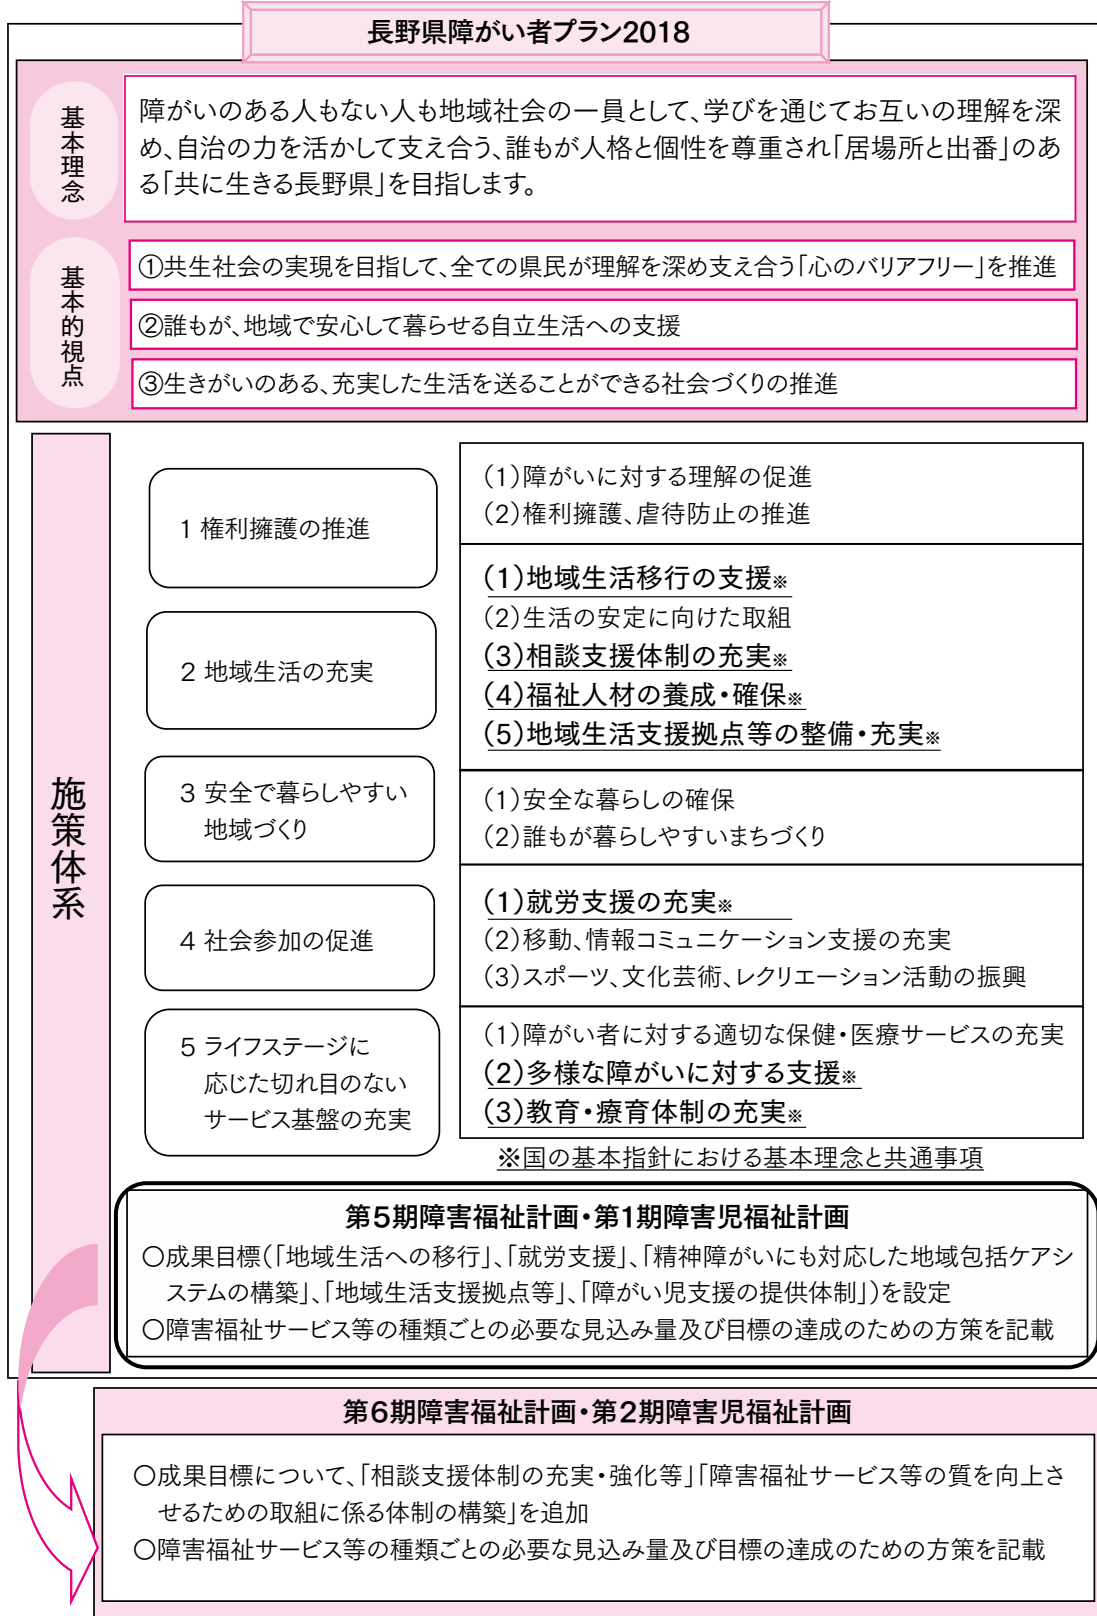 長野県障がい者プラン2018
基本理念
障がいのある人もない人も地域社会の一員として、学びを通じてお互いの理解を深
め、自治の力を活かして支え合う、誰もが人格と個性を尊重され「居場所と出番」のあ
る「共に生きる長野県」を目指します。
基本的視点
①共生社会の実現を目指して、全ての県民が理解を深め支え合う「心のバリアフリー」を推進
②誰もが、地域で安心して暮らせる自立生活への支援
③生きがいのある、充実した生活を送ることができる社会づくりの推進
施策体系
1 権利擁護の推進
(1)障がいに対する理解の促進
(2)権利擁護、虐待防止の推進
2 地域生活の充実
(1)地域生活移行の支援※
(2)生活の安定に向けた取組
(3)相談支援体制の充実※
(4)福祉人材の養成・確保※
(5)地域生活支援拠点等の整備・充実※
3 安全で暮らしやすい
地域づくり
(1)安全な暮らしの確保
(2)誰もが暮らしやすいまちづくり
4 社会参加の促進
(1)就労支援の充実※
(2)移動、情報コミュニケーション支援の充実
(3)スポーツ、文化芸術、レクリエーション活動の振興
5 ライフステージに
応じた切れ目のない
サービス基盤の充実
(1)障がい者に対する適切な保健・医療サービスの充実
(2)多様な障がいに対する支援※
(3)教育・療育体制の充実※
※国の基本指針における基本理念と共通事項
第5期障害福祉計画・第1期障害児福祉計画
○成果目標(「地域生活への移行」、「就労支援」、「精神障がいにも対応した地域包括ケアシ
ステムの構築」、「地域生活支援拠点等」、「障がい児支援の提供体制」)を設定
○障害福祉サービス等の種類ごとの必要な見込み量及び目標の達成のための方策を記載
第6期障害福祉計画・第2期障害児福祉計画
○成果目標について、「相談支援体制の充実・強化等」「障害福祉サービス等の質を向上さ
せるための取組に係る体制の構築」を追加
○障害福祉サービス等の種類ごとの必要な見込み量及び目標の達成のための方策を記載